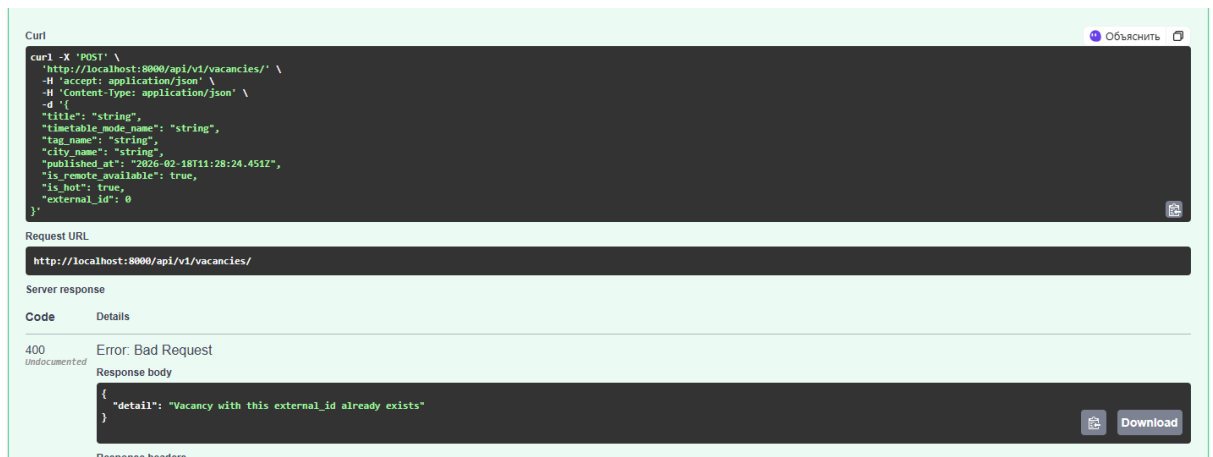 Curl
Объяснить
curl -X 'POST' \
  'http://localhost:8000/api/v1/vacancies/' \
  -H 'accept: application/json' \
  -H 'Content-Type: application/json' \
  -d '{
  "title": "string",
  "timetable_mode_name": "string",
  "tag_name": "string",
  "city_name": "string",
  "published_at": "2026-02-18T11:28:24.451Z",
  "is_remote_available": true,
  "is_hot": true,
  "external_id": 0
}'
Request URL
http://localhost:8000/api/v1/vacancies/
Server response
Code Details
400 Error: Bad Request
Undocumented
Response body
{
  "detail": "Vacancy with this external_id already exists"
}
Download
Response headers